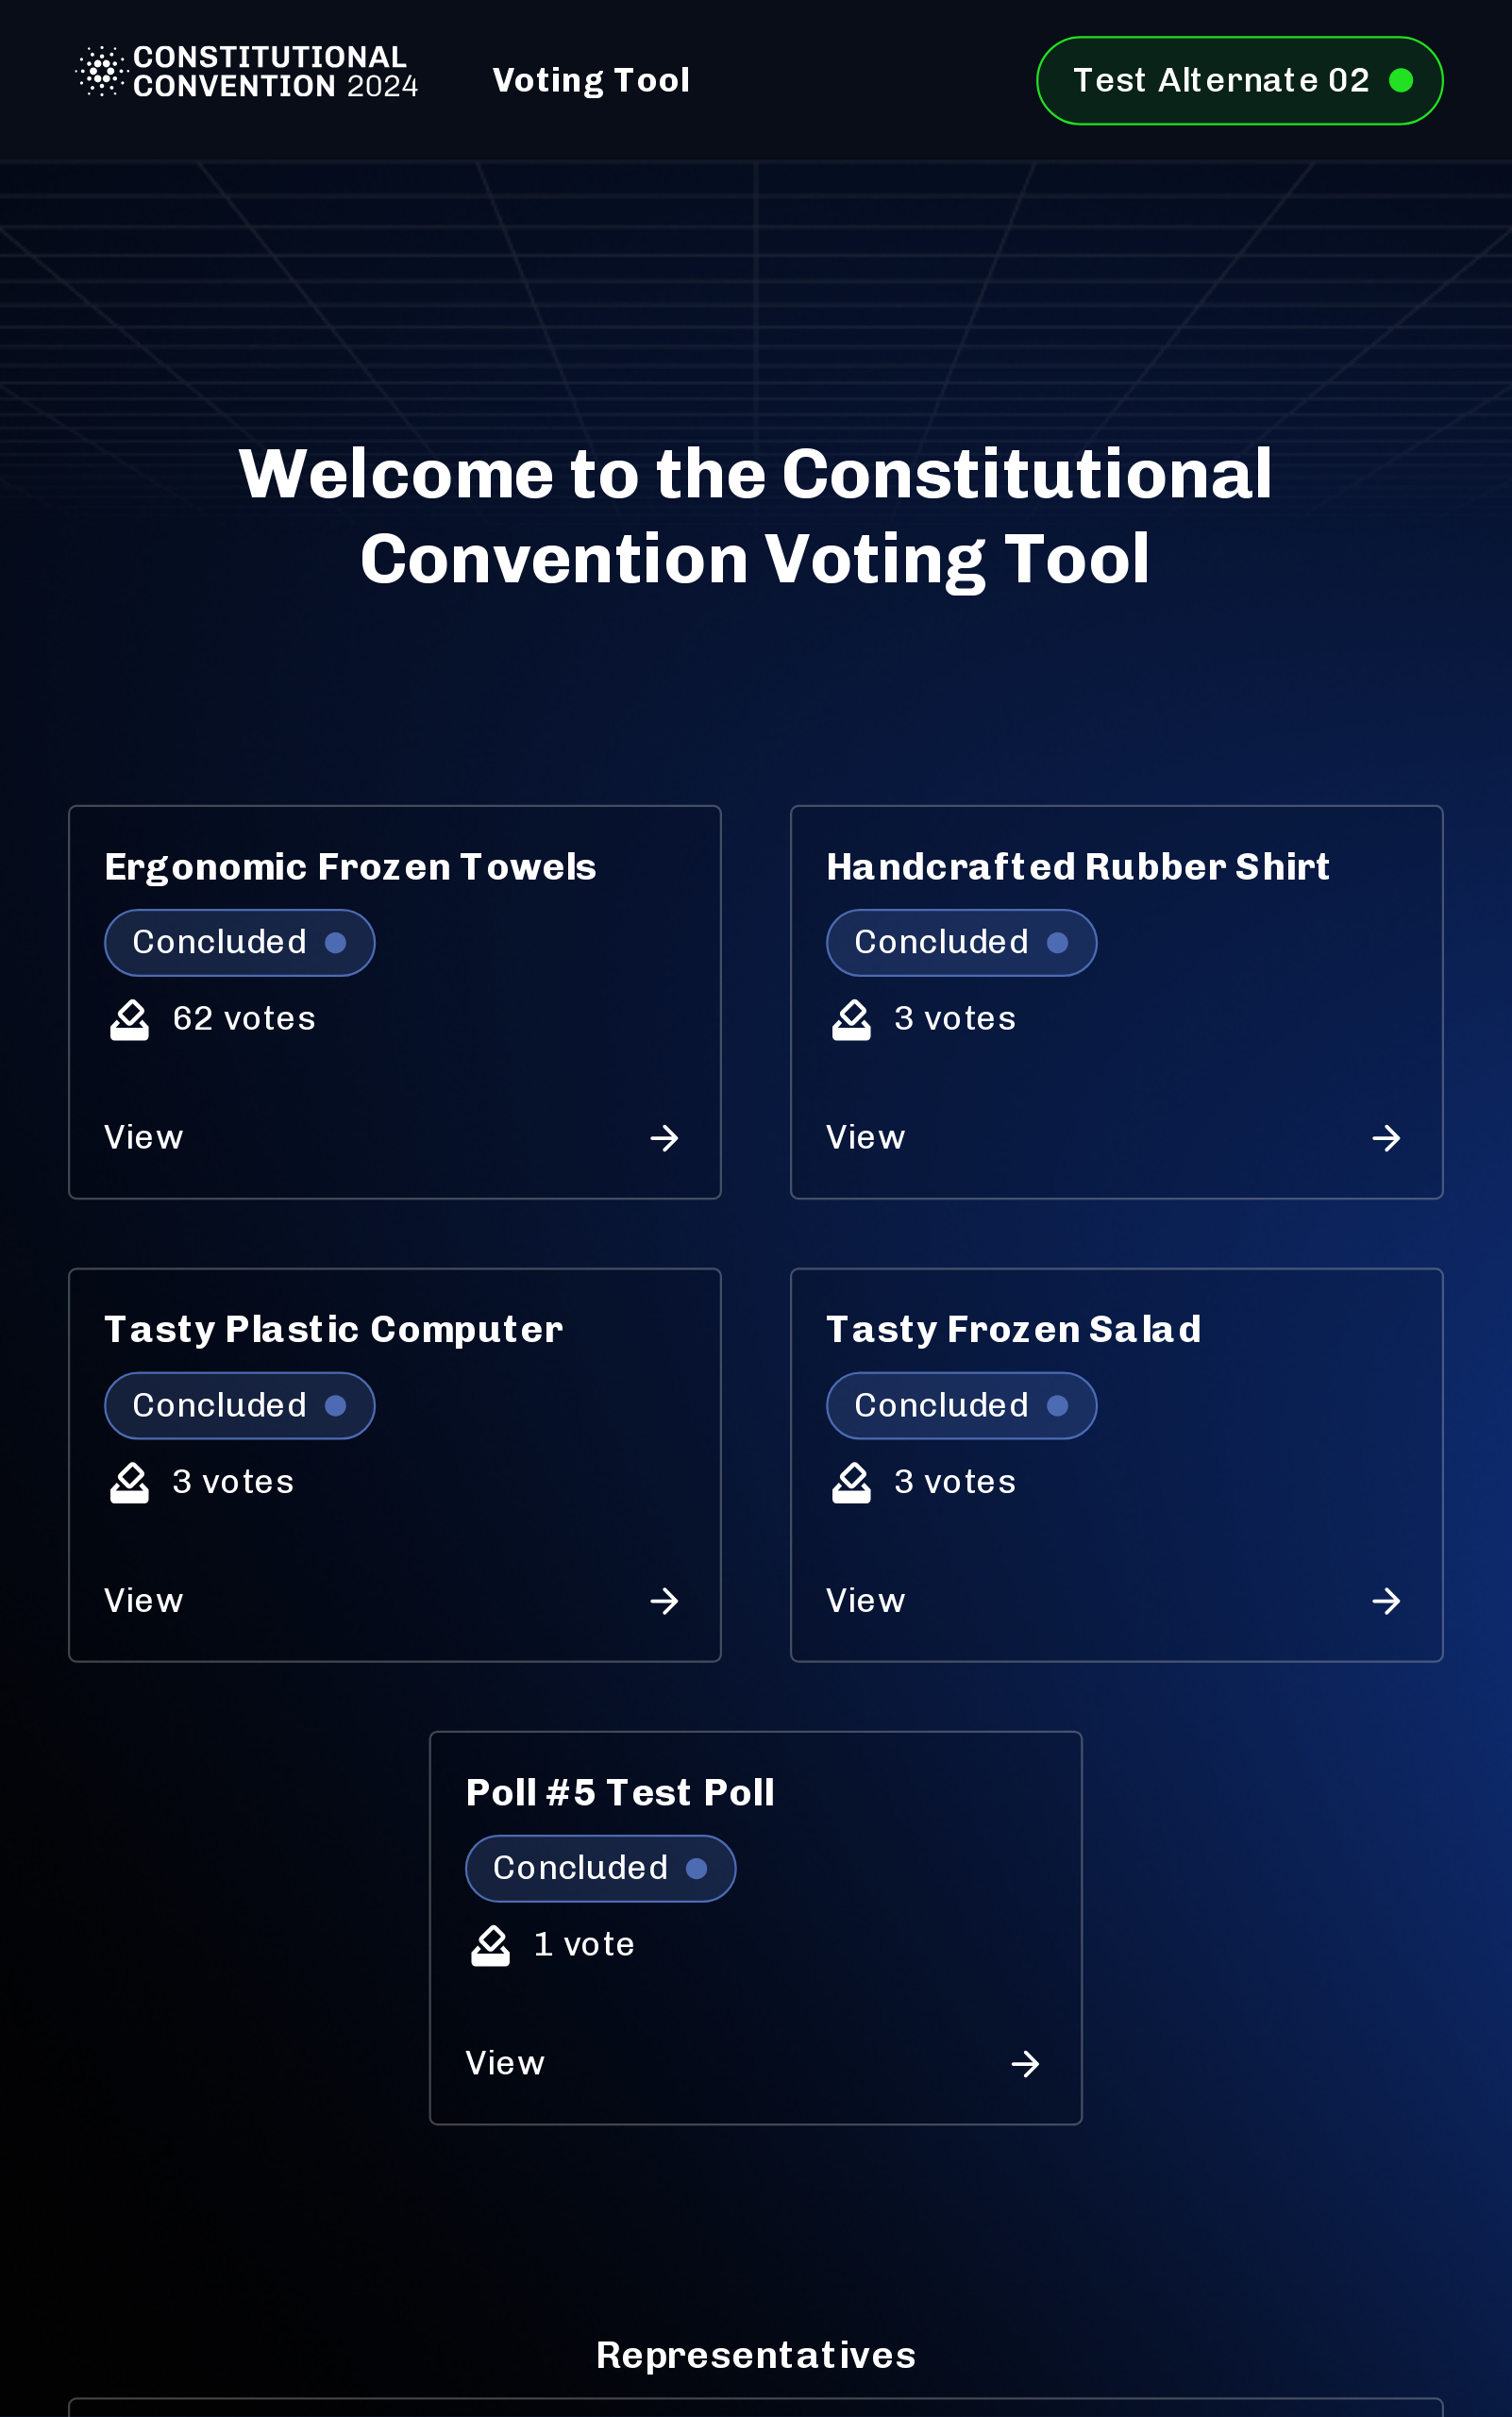 CONSTITUTIONAL
CONVENTION 2024
Voting Tool
Test Alternate 02
Welcome to the Constitutional
Convention Voting Tool
Ergonomic Frozen Towels
Concluded
62 votes
View
Handcrafted Rubber Shirt
Concluded
3 votes
View
Tasty Plastic Computer
Concluded
3 votes
View
Tasty Frozen Salad
Concluded
3 votes
View
Poll #5 Test Poll
Concluded
1 vote
View
Representatives